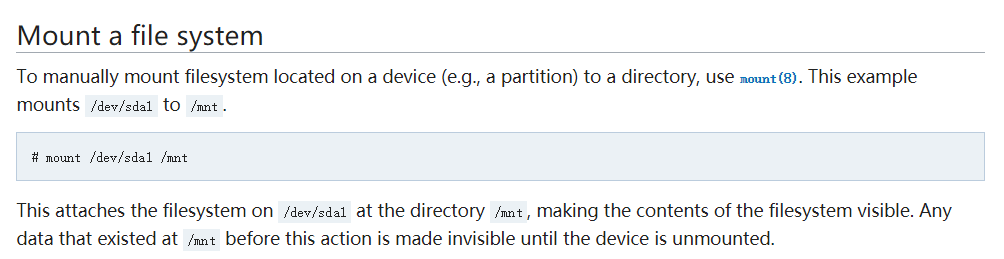 Mount a file system
To manually mount filesystem located on a device (e.g., a partition) to a directory, use mount(8). This example
mounts /dev/sda1 to /mnt.
# mount /dev/sda1 /mnt
This attaches the filesystem on /dev/sda1 at the directory /mnt, making the contents of the filesystem visible. Any
data that existed at /mnt before this action is made invisible until the device is unmounted.